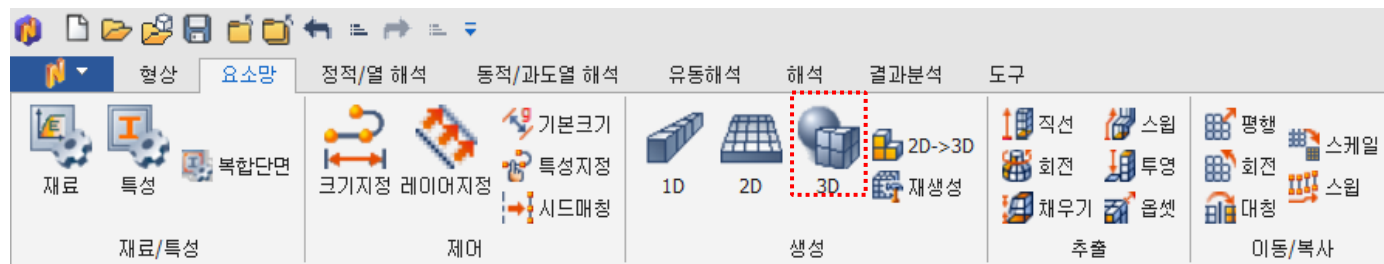 형상 요소망 정적/열 해석 동적/과도열 해석 유동해석 해석 결과분석 도구
재료 특성 복합단면
재료/특성
크기지정 레이어지정 기본크기
특성지정
시드매칭
제어
1D 2D 3D 2D->3D
재생성
생성
직선 스윕
회전 투영
채우기 옵셋
추출
평행 스케일
회전 스윕
대칭
이동/복사